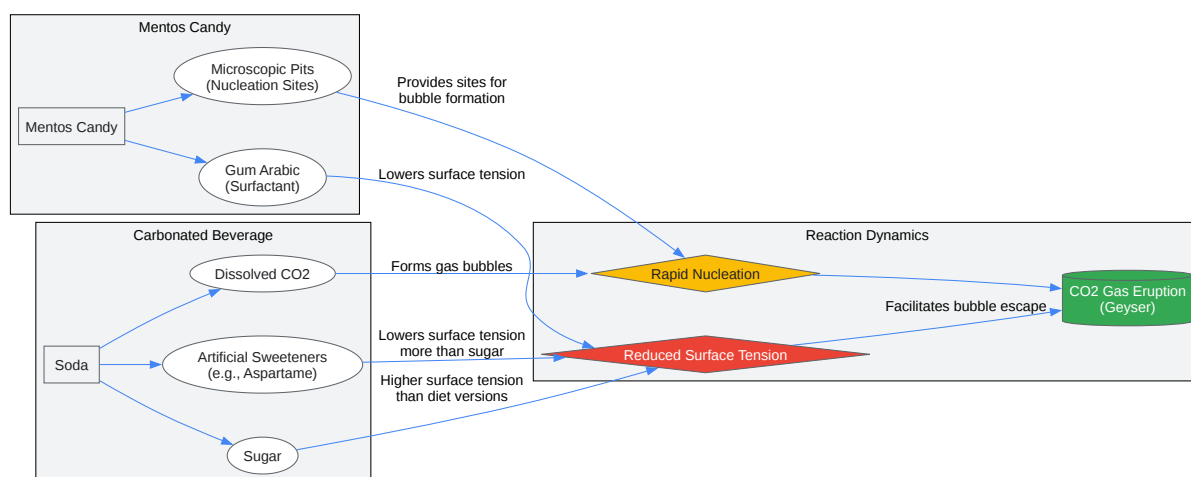 Mentos Candy
Microscopic Pits
(Nucleation Sites)
Mentos Candy
Gum Arabic
(Surfactant)
Provides sites for
bubble formation
Lowers surface tension
Carbonated Beverage
Dissolved CO2
Soda
Artificial Sweeteners
(e.g., Aspartame)
Sugar
Forms gas bubbles
Lowers surface tension
more than sugar
Higher surface tension
than diet versions
Reaction Dynamics
Rapid Nucleation
Reduced Surface Tension
Facilitates bubble escape
CO2 Gas Eruption
(Geyser)